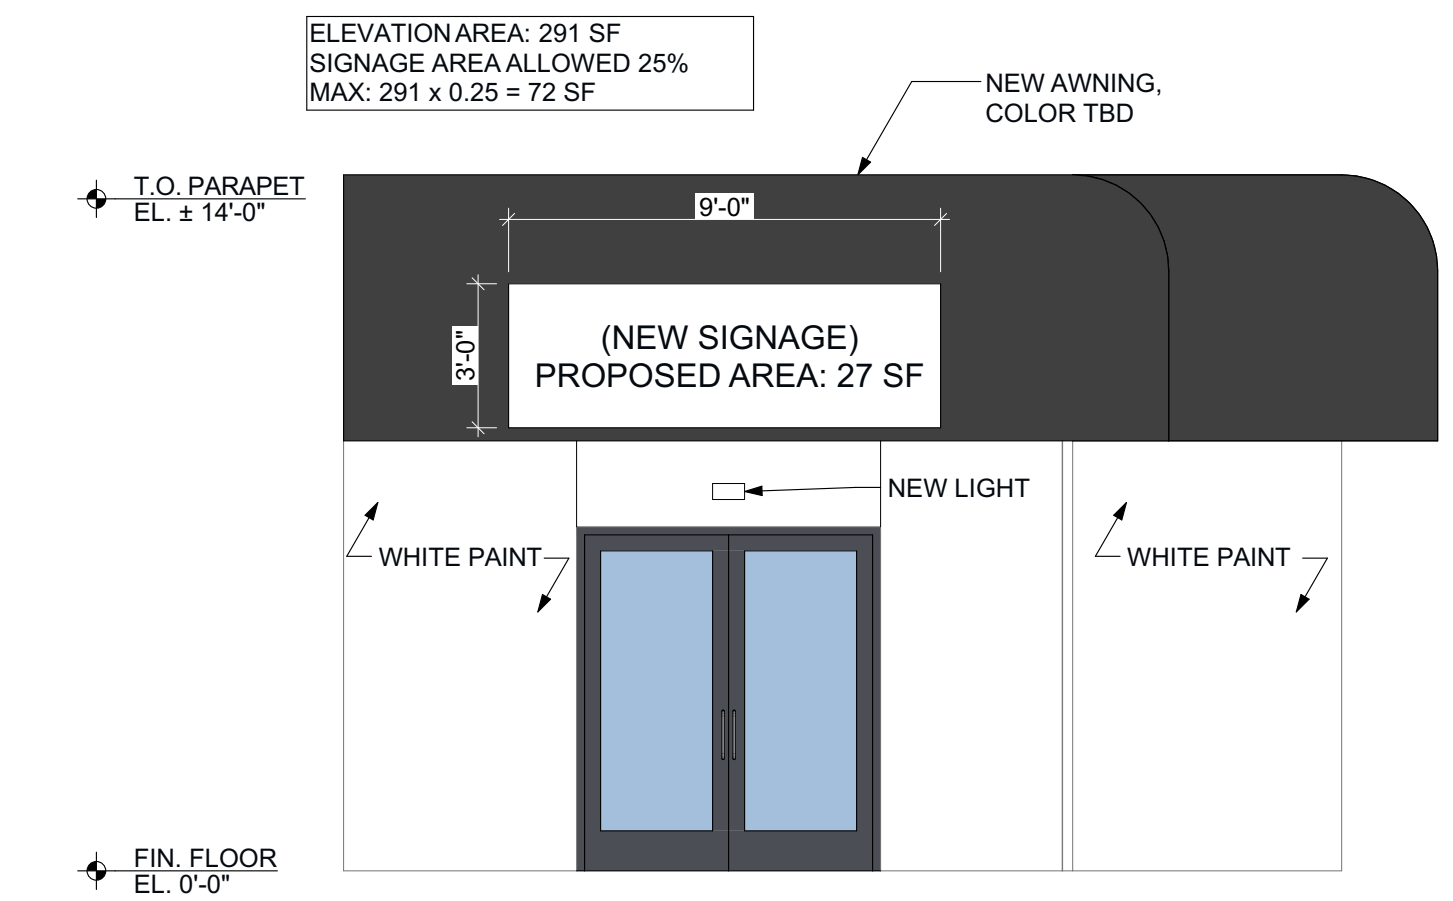 ELEVATION AREA: 291 SF
SIGNAGE AREA ALLOWED 25%
MAX: 291 x 0.25 = 72 SF
NEW AWNING,
COLOR TBD
T.O. PARAPET
EL. ± 14'-0"
9'-0"
3'-0"
(NEW SIGNAGE)
PROPOSED AREA: 27 SF
NEW LIGHT
WHITE PAINT
WHITE PAINT
FIN. FLOOR
EL. 0'-0"